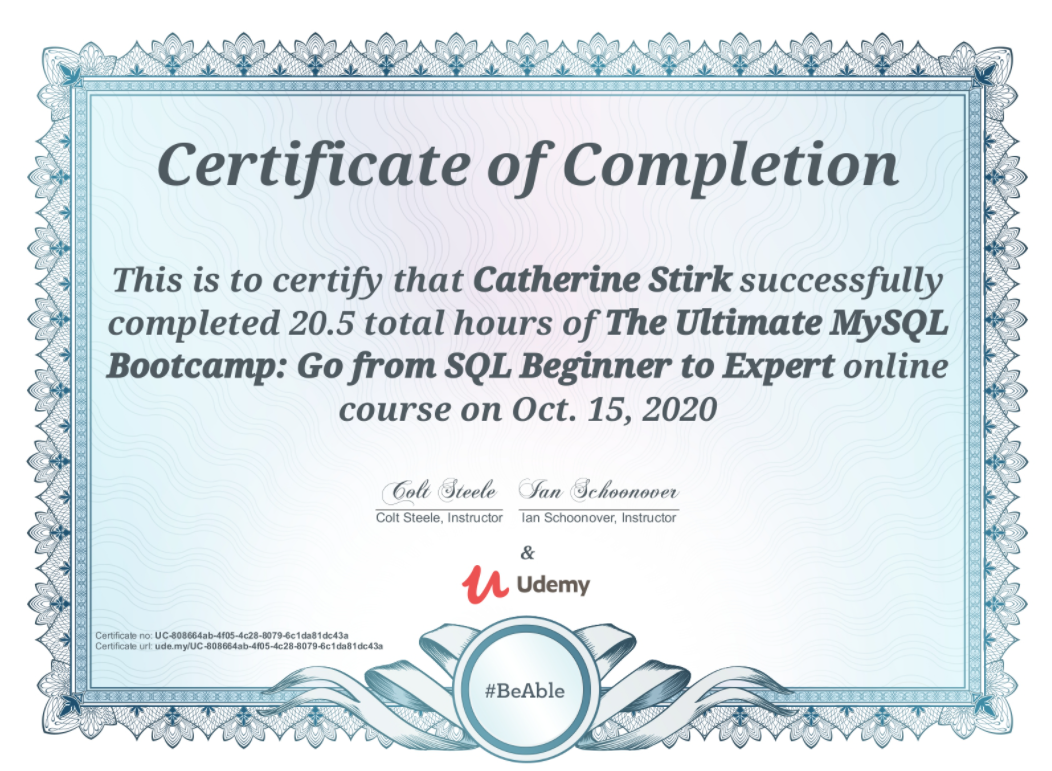 Certificate of Completion
This is to certify that Catherine Stirk successfully
completed 20.5 total hours of The Ultimate MySQL
Bootcamp: Go from SQL Beginner to Expert online
course on Oct. 15, 2020
Colt Steele Ian Schoonover
Colt Steele, Instructor Ian Schoonover, Instructor
&
Udemy
Certificate no: UC-808664ab-4f05-4c28-8079-6c1da81dc43a
Certificate url: ude.my/UC-808664ab-4f05-4c28-8079-6c1da81dc43a
#BeAble